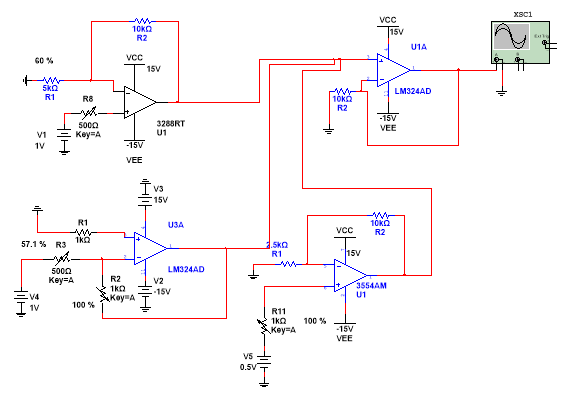 XSC1
Ext Trig
A B
10kΩ
R2
VCC
15V
60 %
5kΩ
R1
R8
500Ω
Key=A
3288RT
U1
-15V
VEE
V1
1V
VCC
15V
U1A
10kΩ
R2
LM324AD
-15V
VEE
V3
15V
R1
1kΩ
U3A
57.1 %
R3
500Ω
Key=A
LM324AD
R2
1kΩ
Key=A
100 %
V2
-15V
V4
1V
10kΩ
R2
2.5kΩ
R1
VCC
15V
3554AM
U1
R11
1kΩ
Key=A
100 %
-15V
VEE
V5
0.5V